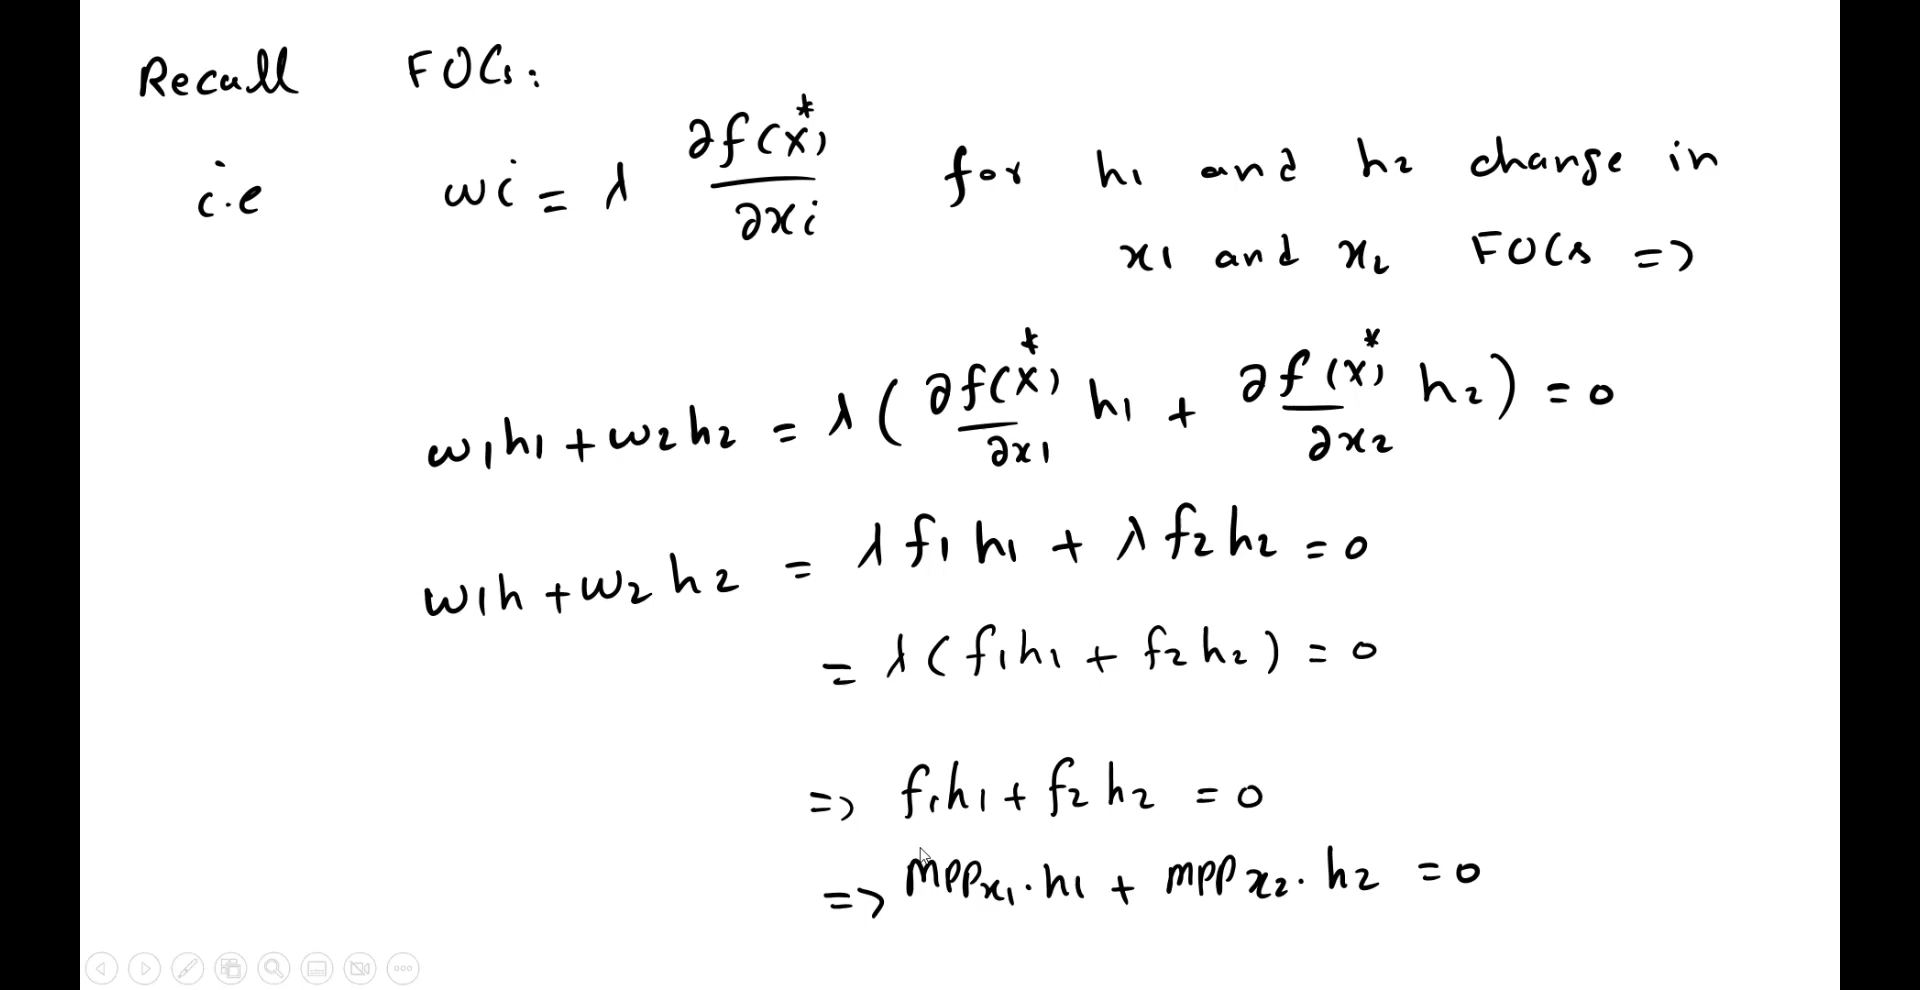 Recall FOCs:
i.e wi = λ ∂f(x*)/∂xi for h1 and h2 change in
x1 and x2 FOCs =>
w1h1 + w2h2 = λ ( ∂f(x*)/∂x1 h1 + ∂f(x*)/∂x2 h2 ) = 0
w1h + w2h2 = λf1h1 + λf2h2 = 0
= λ(f1h1 + f2h2) = 0
=> f1h1 + f2h2 = 0
=> MPPx1·h1 + MPPx2·h2 = 0